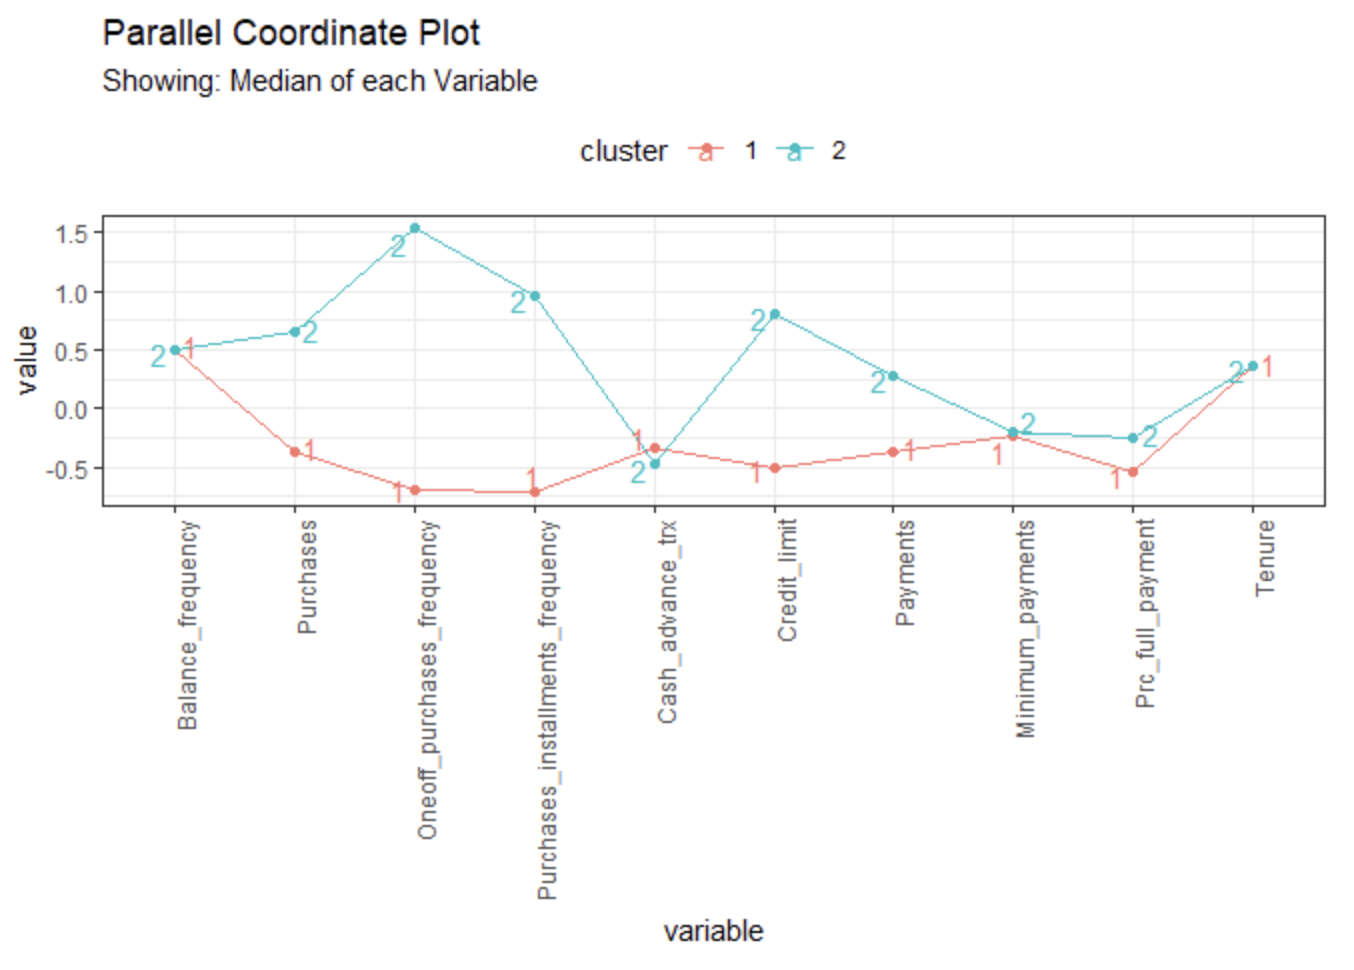 Parallel Coordinate Plot
Showing: Median of each Variable
cluster a 1 a 2
1.5
1.0
0.5
0.0
-0.5
value
2 1
1 2
2 1
2 1
1 2
2 1
2 1
2 1
2 1
2 1
Balance_frequency
Purchases
Oneoff_purchases_frequency
Purchases_installments_frequency
Cash_advance_trx
Credit_limit
Payments
Minimum_payments
Prc_full_payment
Tenure
variable